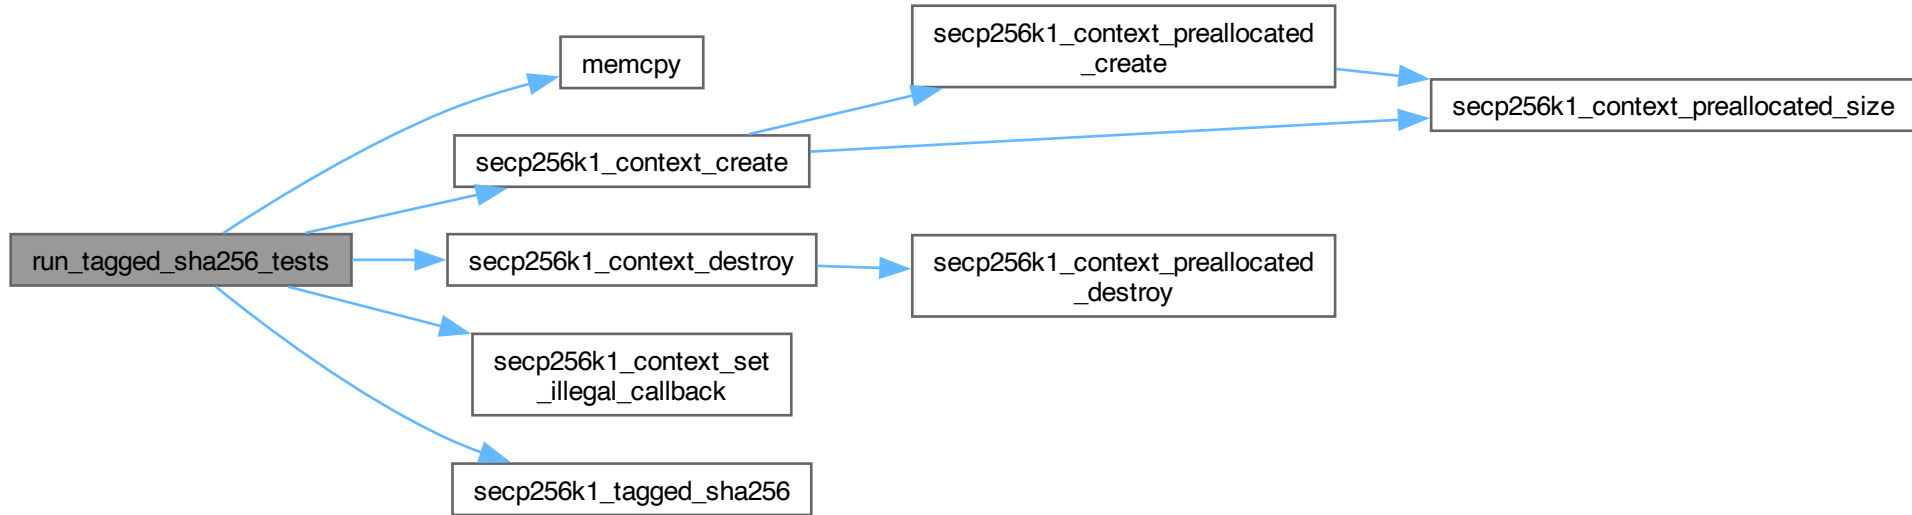 run_tagged_sha256_tests
memcpy
secp256k1_context_create
secp256k1_context_destroy
secp256k1_context_set
_illegal_callback
secp256k1_tagged_sha256
secp256k1_context_preallocated
_create
secp256k1_context_preallocated
_destroy
secp256k1_context_preallocated_size